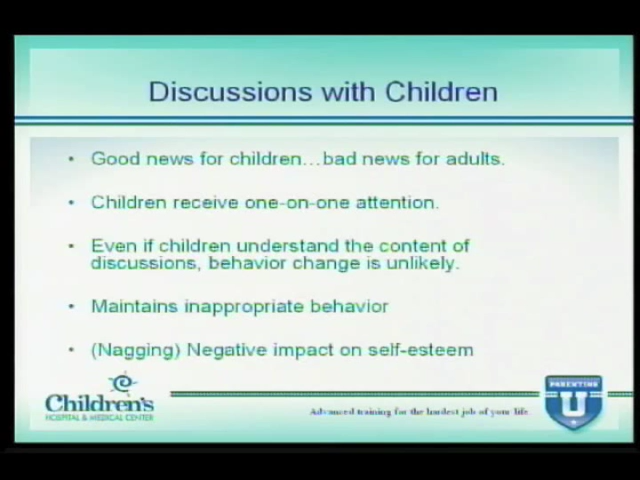 Discussions with Children
• Good news for children...bad news for adults.
• Children receive one-on-one attention.
• Even if children understand the content of
discussions, behavior change is unlikely.
• Maintains inappropriate behavior
• (Nagging) Negative impact on self-esteem
Children's
HOSPITAL & MEDICAL CENTER
Advanced training for the hardest job of your life.
PARENTING
U